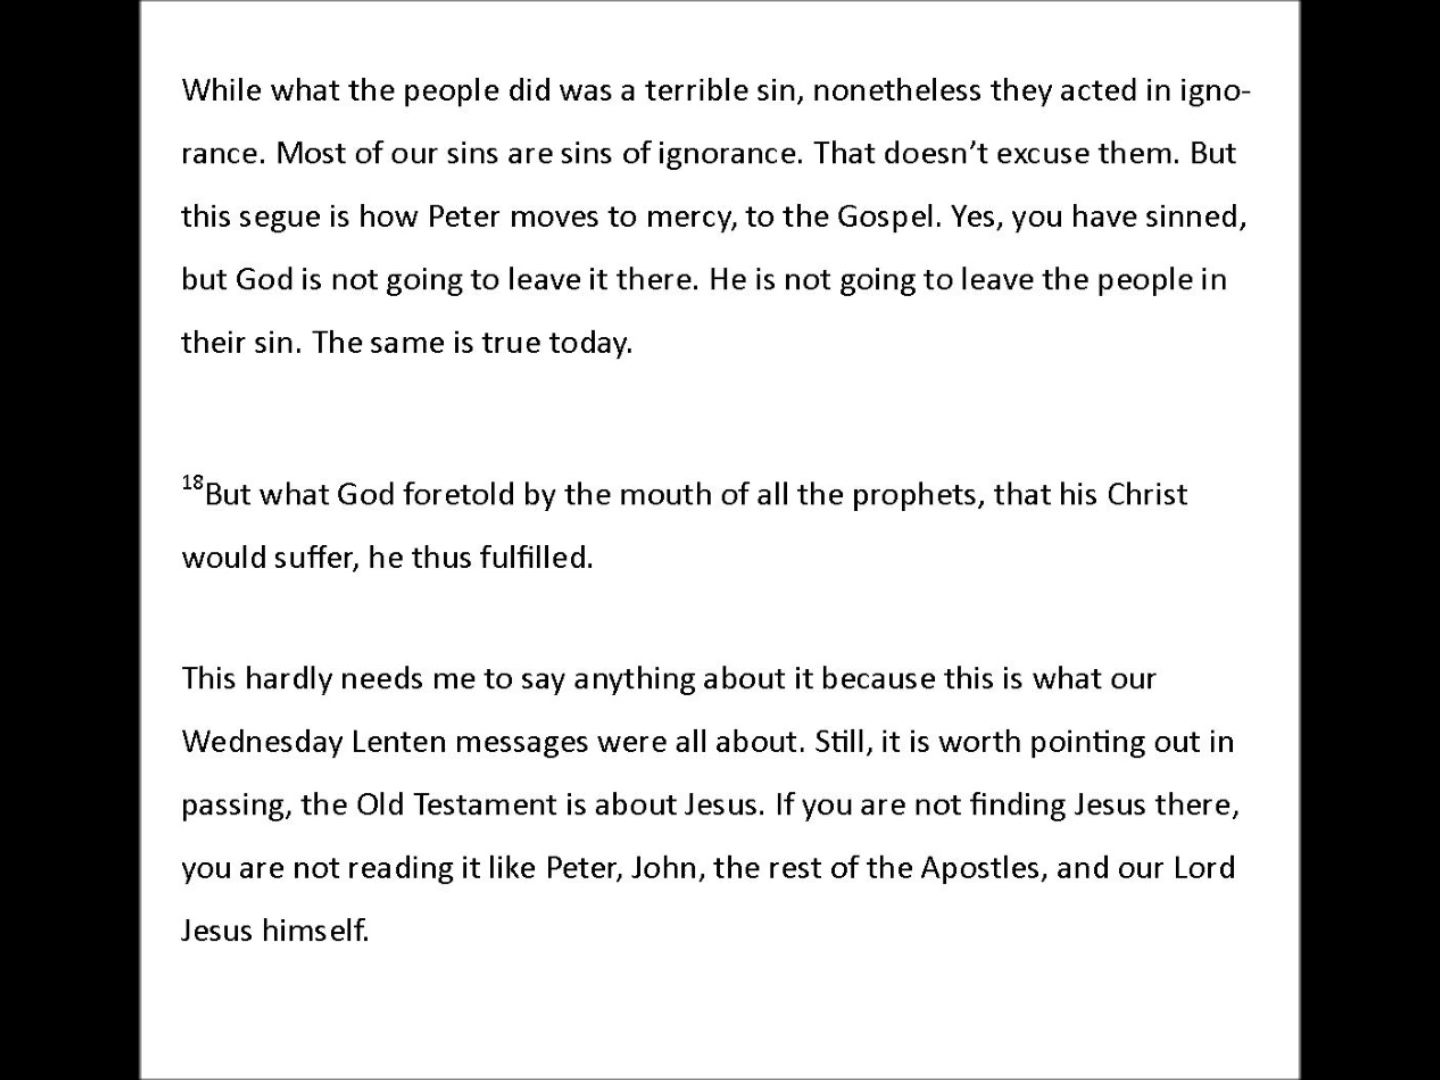 While what the people did was a terrible sin, nonetheless they acted in igno-
rance. Most of our sins are sins of ignorance. That doesn’t excuse them. But
this segue is how Peter moves to mercy, to the Gospel. Yes, you have sinned,
but God is not going to leave it there. He is not going to leave the people in
their sin. The same is true today.
18But what God foretold by the mouth of all the prophets, that his Christ
would suffer, he thus fulfilled.
This hardly needs me to say anything about it because this is what our
Wednesday Lenten messages were all about. Still, it is worth pointing out in
passing, the Old Testament is about Jesus. If you are not finding Jesus there,
you are not reading it like Peter, John, the rest of the Apostles, and our Lord
Jesus himself.